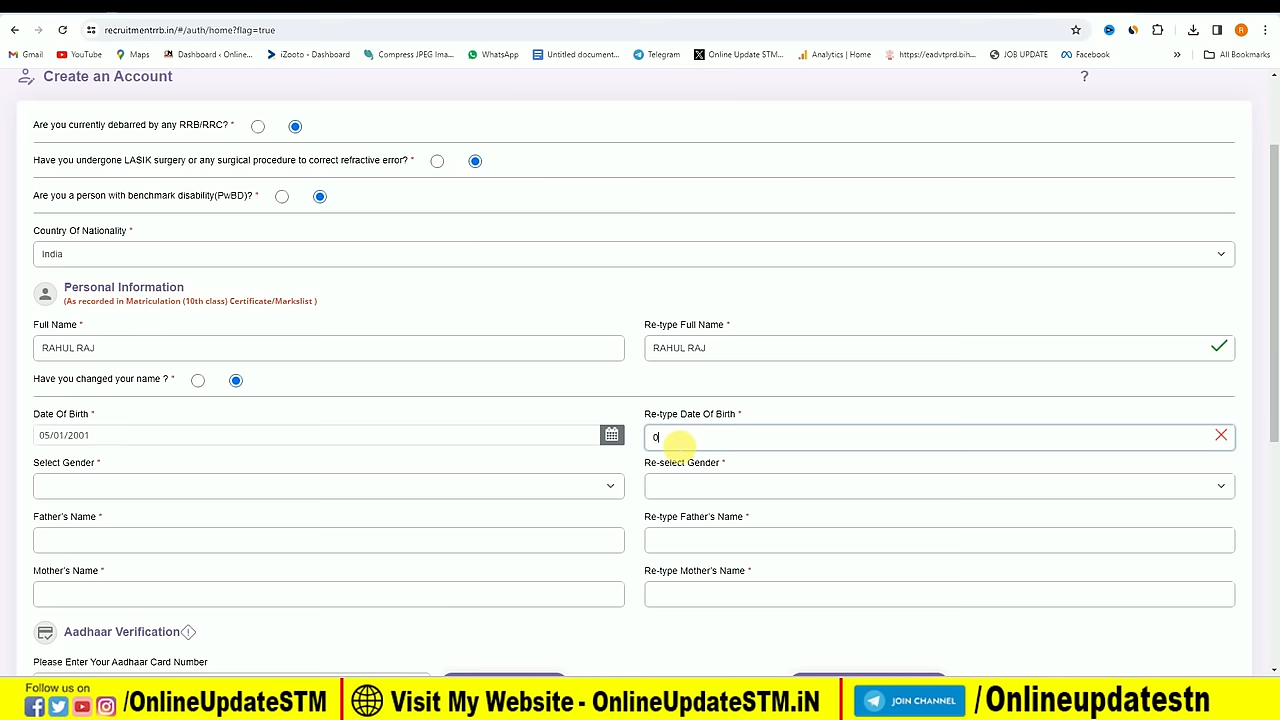 recruitmentrrb.in/#/auth/home?flag=true
Gmail YouTube Maps Dashboard ‹ Online... iZooto ‹ Dashboard Compress JPEG Ima... WhatsApp Untitled document... Telegram Online Update STM... Analytics | Home https://eadvtprd.bih... JOB UPDATE Facebook » All Bookmarks
Create an Account ?
Are you currently debarred by any RRB/RRC? *
Have you undergone LASIK surgery or any surgical procedure to correct refractive error? *
Are you a person with benchmark disability(PwBD)? *
Country Of Nationality *
India
Personal Information
(As recorded in Matriculation (10th class) Certificate/Markslist )
Full Name * Re-type Full Name *
RAHUL RAJ RAHUL RAJ
Have you changed your name ? *
Date Of Birth * Re-type Date Of Birth *
05/01/2001 0
Select Gender * Re-select Gender *
Father's Name * Re-type Father's Name *
Mother's Name * Re-type Mother's Name *
Aadhaar Verification
Please Enter Your Aadhaar Card Number
Follow us on
/OnlineUpdateSTM Visit My Website - OnlineUpdateSTM.iN JOIN CHANNEL /Onlineupdatestn